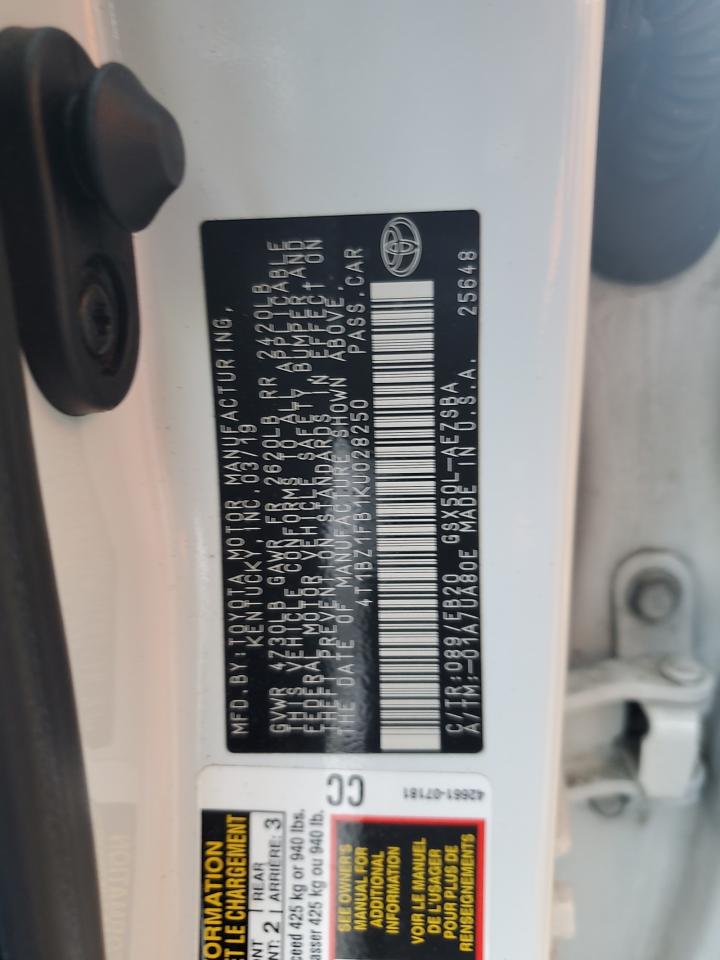 MFD.BY:TOYOTA MOTOR MANUFACTURING,
KENTUCKY,INC.03/19
GVWR 4730LB GAWR FR 2620LB RR 2420LB
THIS VEHICLE CONFORMS TO ALL APPLICABLE
FEDERAL MOTOR VEHICLE SAFETY, BUMPER,AND
THEFT PREVENTION STANDARDS IN EFFECT ON
THE DATE OF MANUFACTURE SHOWN ABOVE.
4T1BZ1FB1KU028250 PASS.CAR
C/TR:089/EB20 GSX50L-AEZSBA
A/TM:-01A/UA80E MADE IN U.S.A. 25648
CC
42661-07181
ORMATION
ET LE CHARGEMENT
REAR
NT: 2 ARRIÈRE: 3
ceed 425 kg or 940 lbs.
asser 425 kg ou 940 lb.
SEE OWNER'S
MANUAL FOR
ADDITIONAL
INFORMATION
VOIR LE MANUEL
DE L'USAGER
POUR PLUS DE
RENSEIGNEMENTS